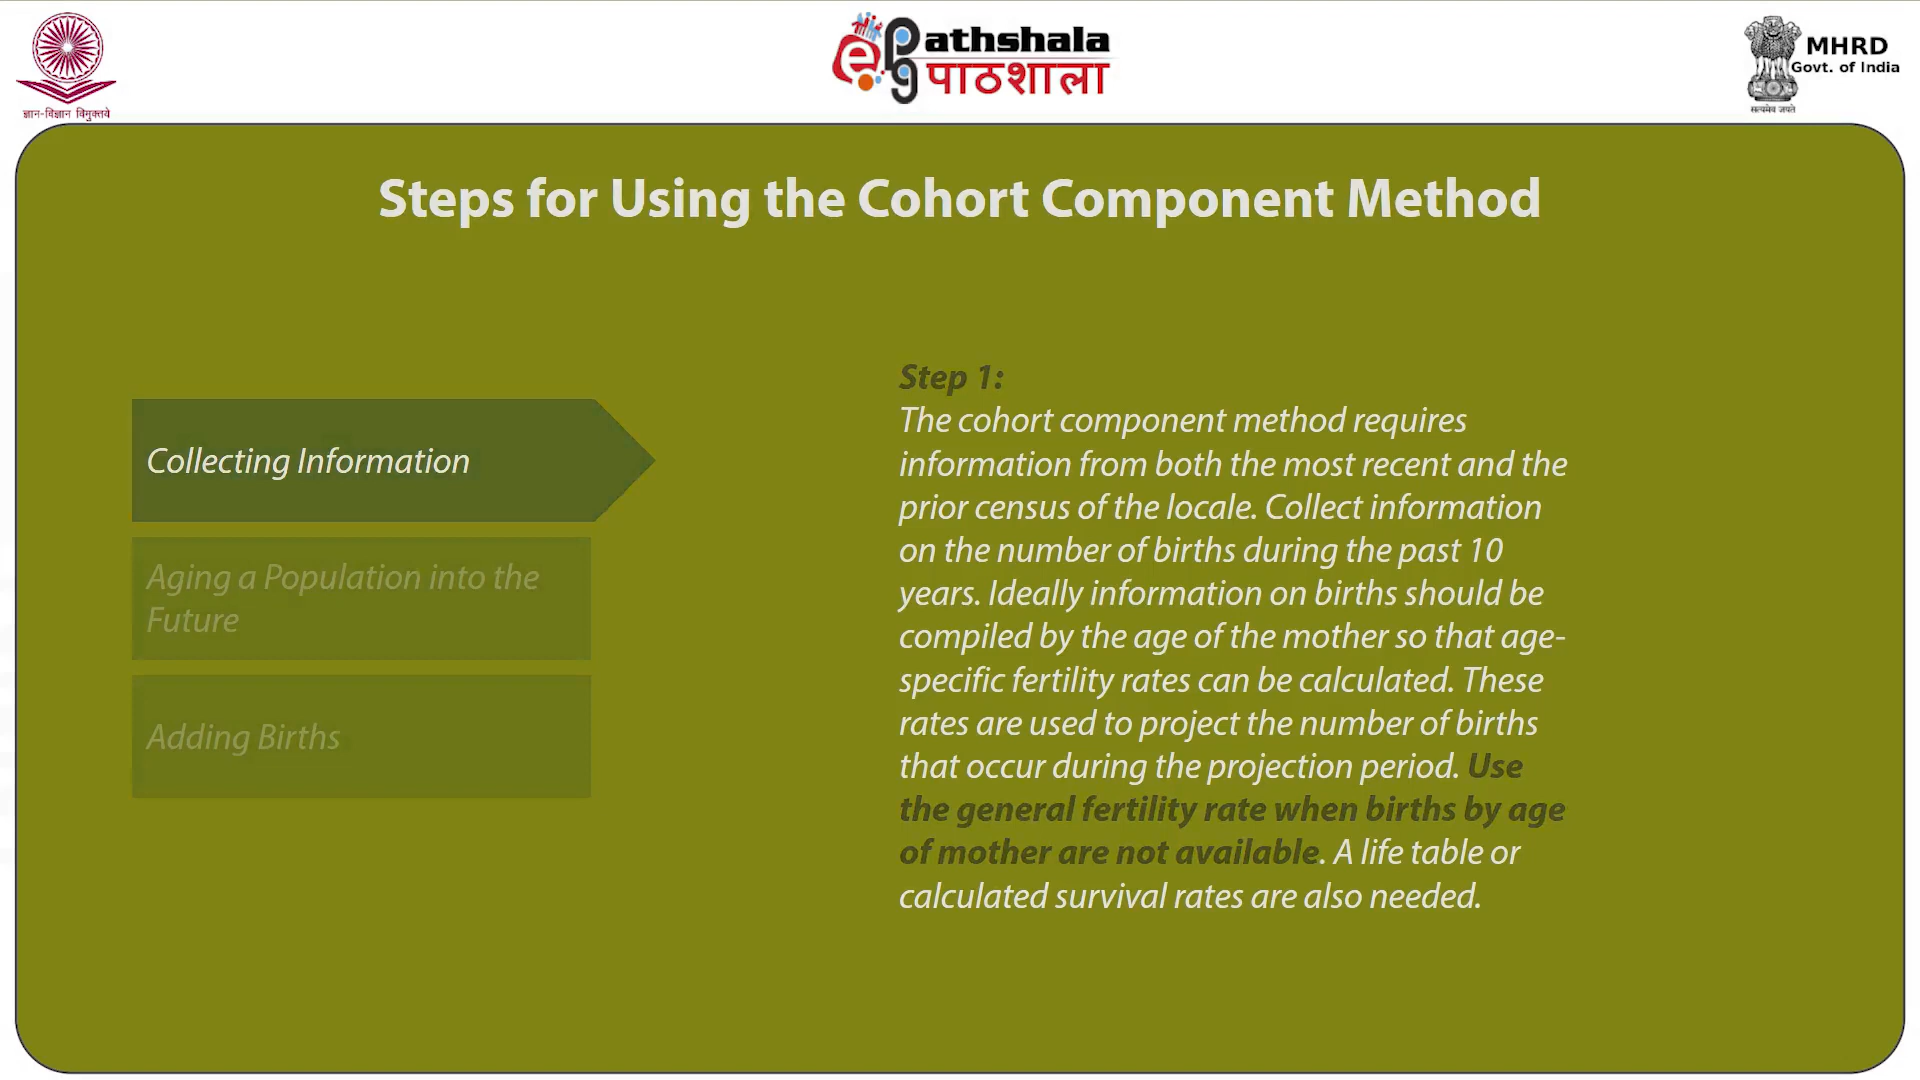 ज्ञान-विज्ञान विमुक्तये
ePG Pathshala
पाठशाला
MHRD
Govt. of India
सत्यमेव जयते
Steps for Using the Cohort Component Method
Collecting Information
Aging a Population into the
Future
Adding Births
Step 1:
The cohort component method requires
information from both the most recent and the
prior census of the locale. Collect information
on the number of births during the past 10
years. Ideally information on births should be
compiled by the age of the mother so that age-
specific fertility rates can be calculated. These
rates are used to project the number of births
that occur during the projection period. Use
the general fertility rate when births by age
of mother are not available. A life table or
calculated survival rates are also needed.